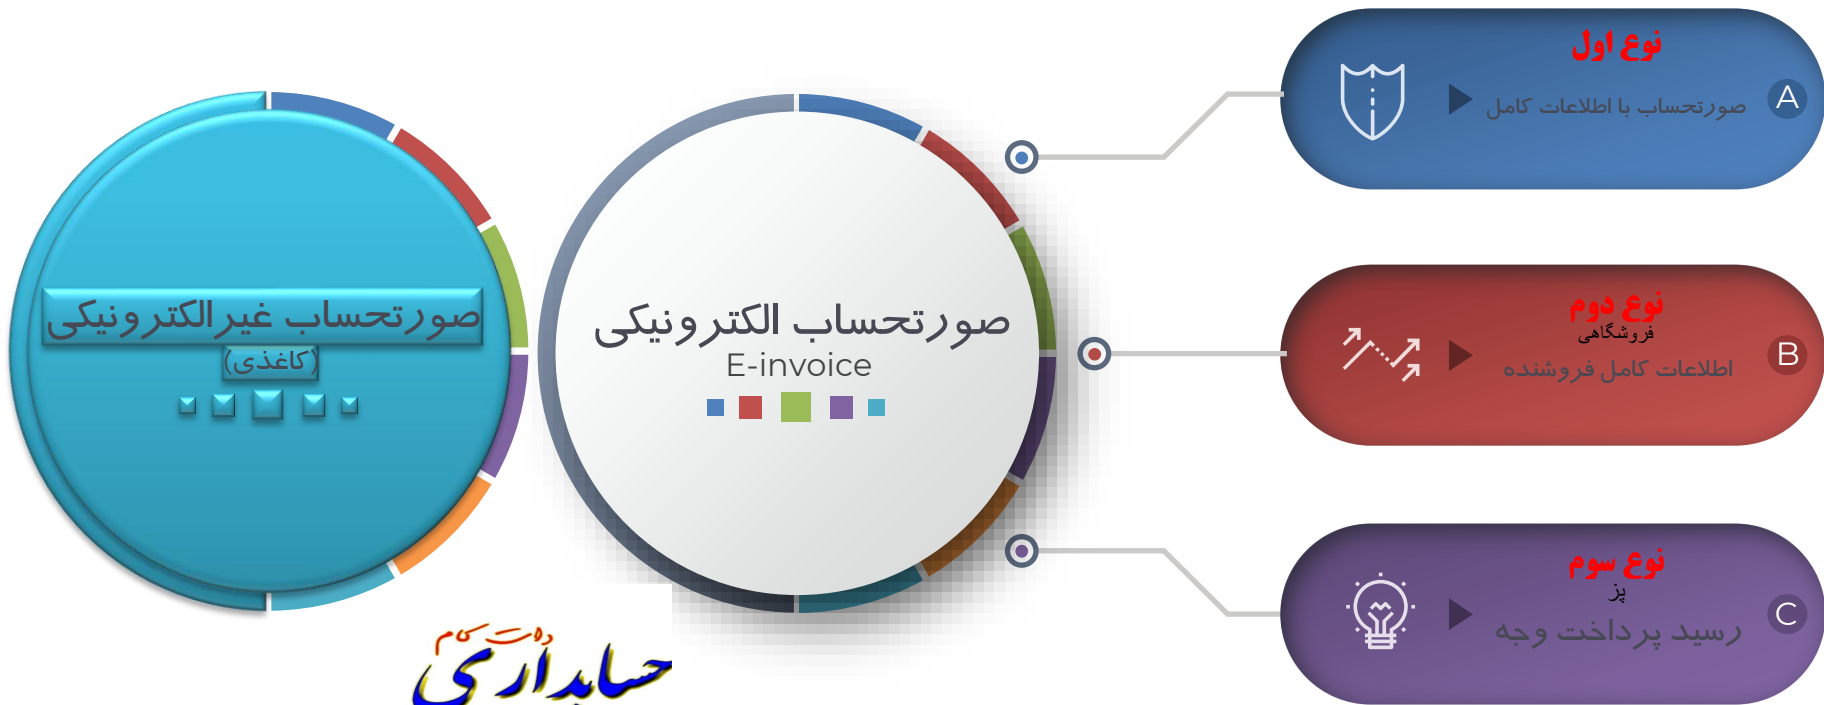 صورتحساب غیرالکترونیکی
(کاغذی)
صورتحساب الکترونیکی
E-invoice
نوع اول
صورتحساب با اطلاعات کامل
A
نوع دوم
فروشگاهی
اطلاعات کامل فروشنده
B
نوع سوم
پز
رسید پرداخت وجه
C
دات کام
حسابداری